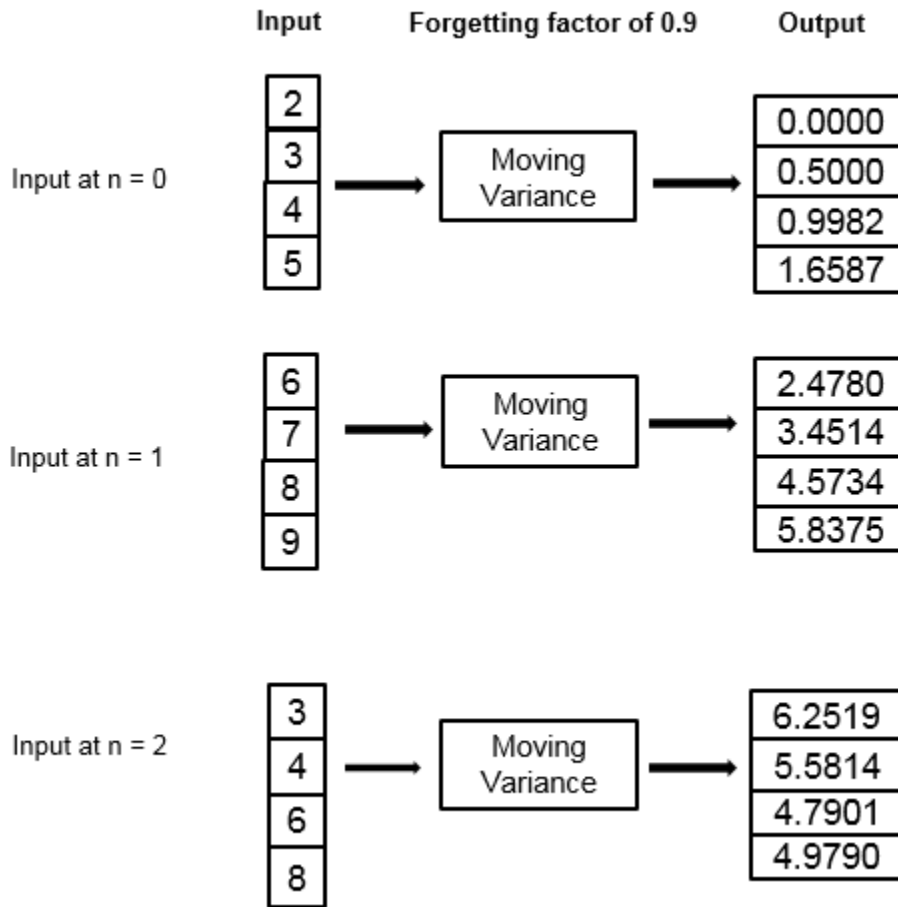 Input Forgetting factor of 0.9 Output
Input at n = 0
2
3
4
5
Moving
Variance
0.0000
0.5000
0.9982
1.6587
Input at n = 1
6
7
8
9
Moving
Variance
2.4780
3.4514
4.5734
5.8375
Input at n = 2
3
4
6
8
Moving
Variance
6.2519
5.5814
4.7901
4.9790